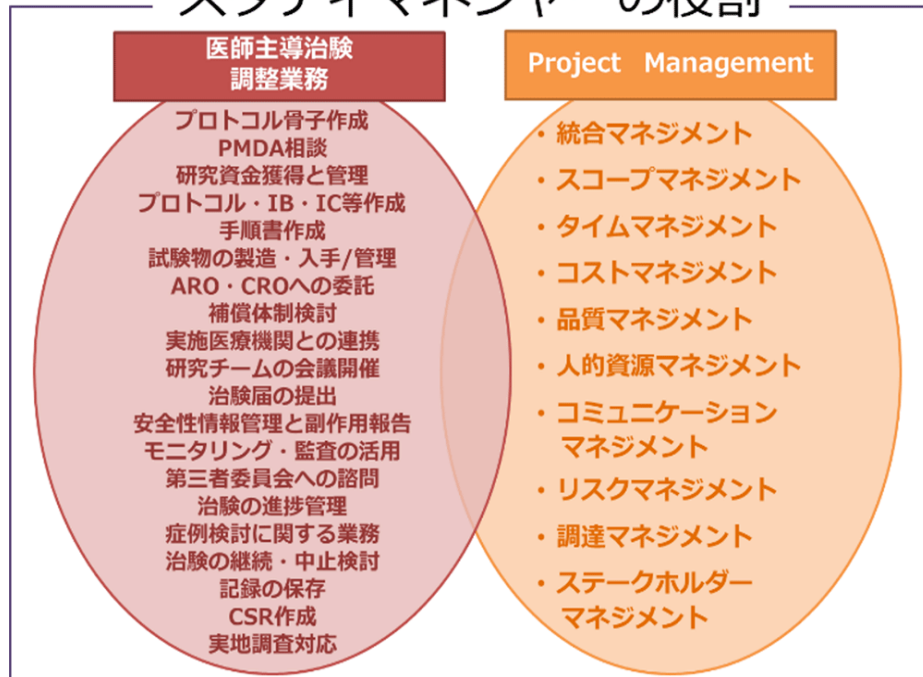 スタディマネジャーの役割
医師主導治験
調整業務
プロトコル骨子作成
PMDA相談
研究資金獲得と管理
プロトコル・IB・IC等作成
手順書作成
試験物の製造・入手/管理
ARO・CROへの委託
補償体制検討
実施医療機関との連携
研究チームの会議開催
治験届の提出
安全性情報管理と副作用報告
モニタリング・監査の活用
第三者委員会への諮問
治験の進捗管理
症例検討に関する業務
治験の継続・中止検討
記録の保存
CSR作成
実地調査対応
Project Management
・統合マネジメント
・スコープマネジメント
・タイムマネジメント
・コストマネジメント
・品質マネジメント
・人的資源マネジメント
・コミュニケーション
マネジメント
・リスクマネジメント
・調達マネジメント
・ステークホルダー
マネジメント